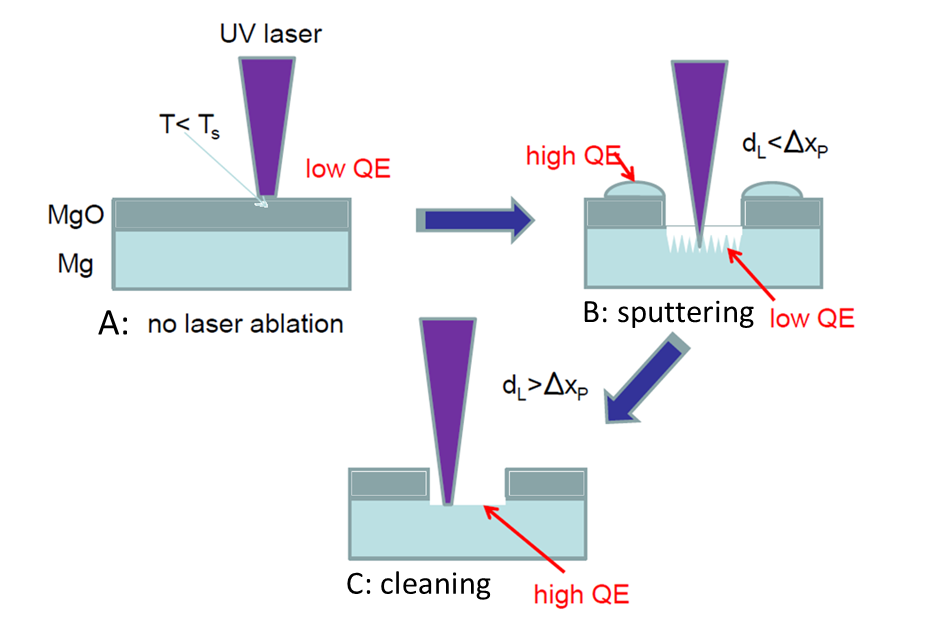 UV laser
T< Ts
low QE
MgO
Mg
A: no laser ablation
high QE
dL<ΔxP
B: sputtering
low QE
dL>ΔxP
C: cleaning
high QE